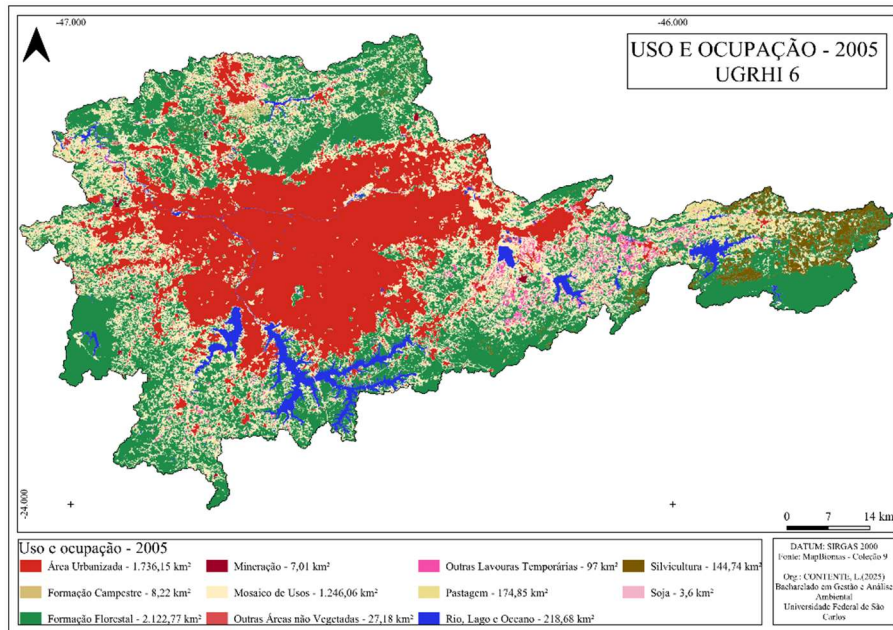 -47.000
-46.000
USO E OCUPAÇÃO - 2005
UGRHI 6
-24.000
0 7 14 km
Uso e ocupação - 2005
Área Urbanizada - 1.736,15 km²
Mineração - 7,01 km²
Outras Lavouras Temporárias - 97 km²
Silvicultura - 144,74 km²
Formação Campestre - 8,22 km²
Mosaico de Usos - 1.246,06 km²
Pastagem - 174,85 km²
Soja - 3,6 km²
Formação Florestal - 2.122,77 km²
Outras Áreas não Vegetadas - 27,18 km²
Rio, Lago e Oceano - 218,68 km²
DATUM: SIRGAS 2000
Fonte: MapBiomas - Coleção 9
Org.: CONTENTE, L.(2025)
Bacharelado em Gestão e Análise
Ambiental
Universidade Federal de São
Carlos